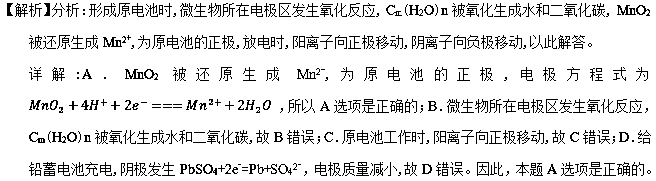 【解析】分析:形成原电池时,微生物所在电极区发生氧化反应, Cm(H2O)n 被氧化生成水和二氧化碳, MnO2
被还原生成 Mn2+,为原电池的正极,放电时,阳离子向正极移动,阴离子向负极移动,以此解答。
详解:A . MnO2 被还原生成 Mn2+, 为原电池的正极, 电极方程式为
MnO2 + 4H+ + 2e- === Mn2+ + 2H2O ,所以 A 选项是正确的; B.微生物所在电极区发生氧化反应,
Cm(H2O)n 被氧化生成水和二氧化碳,故 B 错误;C.原电池工作时,阳离子向正极移动,故 C 错误;D.给
铅蓄电池充电,阴极发生 PbSO4+2e-=Pb+SO42-,电极质量减小,故 D 错误。因此,本题 A 选项是正确的。